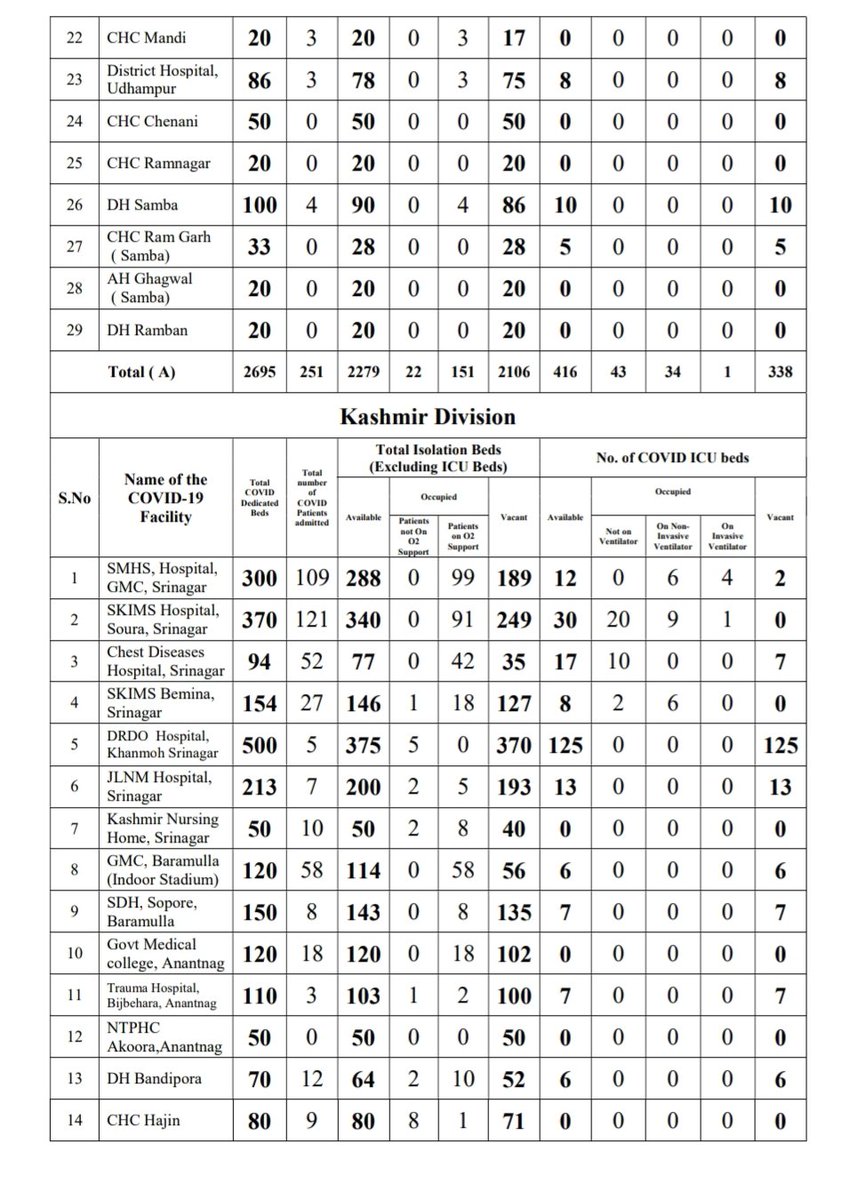 22 CHC Mandi 20 3 20 0 3 17 0 0 0 0 0
23 District Hospital, Udhampur 86 3 78 0 3 75 8 0 0 0 8
24 CHC Chenani 50 0 50 0 0 50 0 0 0 0 0
25 CHC Ramnagar 20 0 20 0 0 20 0 0 0 0 0
26 DH Samba 100 4 90 0 4 86 10 0 0 0 10
27 CHC Ram Garh ( Samba) 33 0 28 0 0 28 5 0 0 0 5
28 AH Ghagwal ( Samba) 20 0 20 0 0 20 0 0 0 0 0
29 DH Ramban 20 0 20 0 0 20 0 0 0 0 0
Total ( A) 2695 251 2279 22 151 2106 416 43 34 1 338
Kashmir Division
S.No
Name of the
COVID-19
Facility
Total
COVID
Dedicated
Beds
Total
number
of
COVID
Patients
admitted
Total Isolation Beds
(Excluding ICU Beds)
Available
Occupied
Patients
not On
O2
Support
Patients
on O2
Support
Vacant
No. of COVID ICU beds
Available
Occupied
Not on
Ventilator
On Non-
Invasive
Ventilator
On
Invasive
Ventilator
Vacant
1 SMHS, Hospital, GMC, Srinagar 300 109 288 0 99 189 12 0 6 4 2
2 SKIMS Hospital, Soura, Srinagar 370 121 340 0 91 249 30 20 9 1 0
3 Chest Diseases Hospital, Srinagar 94 52 77 0 42 35 17 10 0 0 7
4 SKIMS Bemina, Srinagar 154 27 146 1 18 127 8 2 6 0 0
5 DRDO Hospital, Khanmoh Srinagar 500 5 375 5 0 370 125 0 0 0 125
6 JLNM Hospital, Srinagar 213 7 200 2 5 193 13 0 0 0 13
7 Kashmir Nursing Home, Srinagar 50 10 50 2 8 40 0 0 0 0 0
8 GMC, Baramulla (Indoor Stadium) 120 58 114 0 58 56 6 0 0 0 6
9 SDH, Sopore, Baramulla 150 8 143 0 8 135 7 0 0 0 7
10 Govt Medical college, Anantnag 120 18 120 0 18 102 0 0 0 0 0
11 Trauma Hospital, Bijbehara, Anantnag 110 3 103 1 2 100 7 0 0 0 7
12 NTPHC Akoora,Anantnag 50 0 50 0 0 50 0 0 0 0 0
13 DH Bandipora 70 12 64 2 10 52 6 0 0 0 6
14 CHC Hajin 80 9 80 8 1 71 0 0 0 0 0